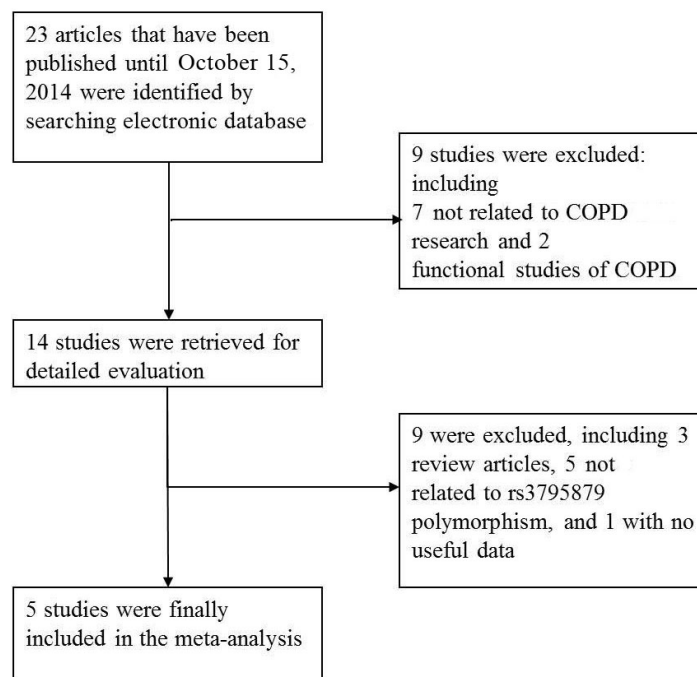 23 articles that have been
published until October 15,
2014 were identified by
searching electronic database
9 studies were excluded:
including
7 not related to COPD
research and 2
functional studies of COPD
14 studies were retrieved for
detailed evaluation
9 were excluded, including 3
review articles, 5 not
related to rs3795879
polymorphism, and 1 with no
useful data
5 studies were finally
included in the meta-analysis